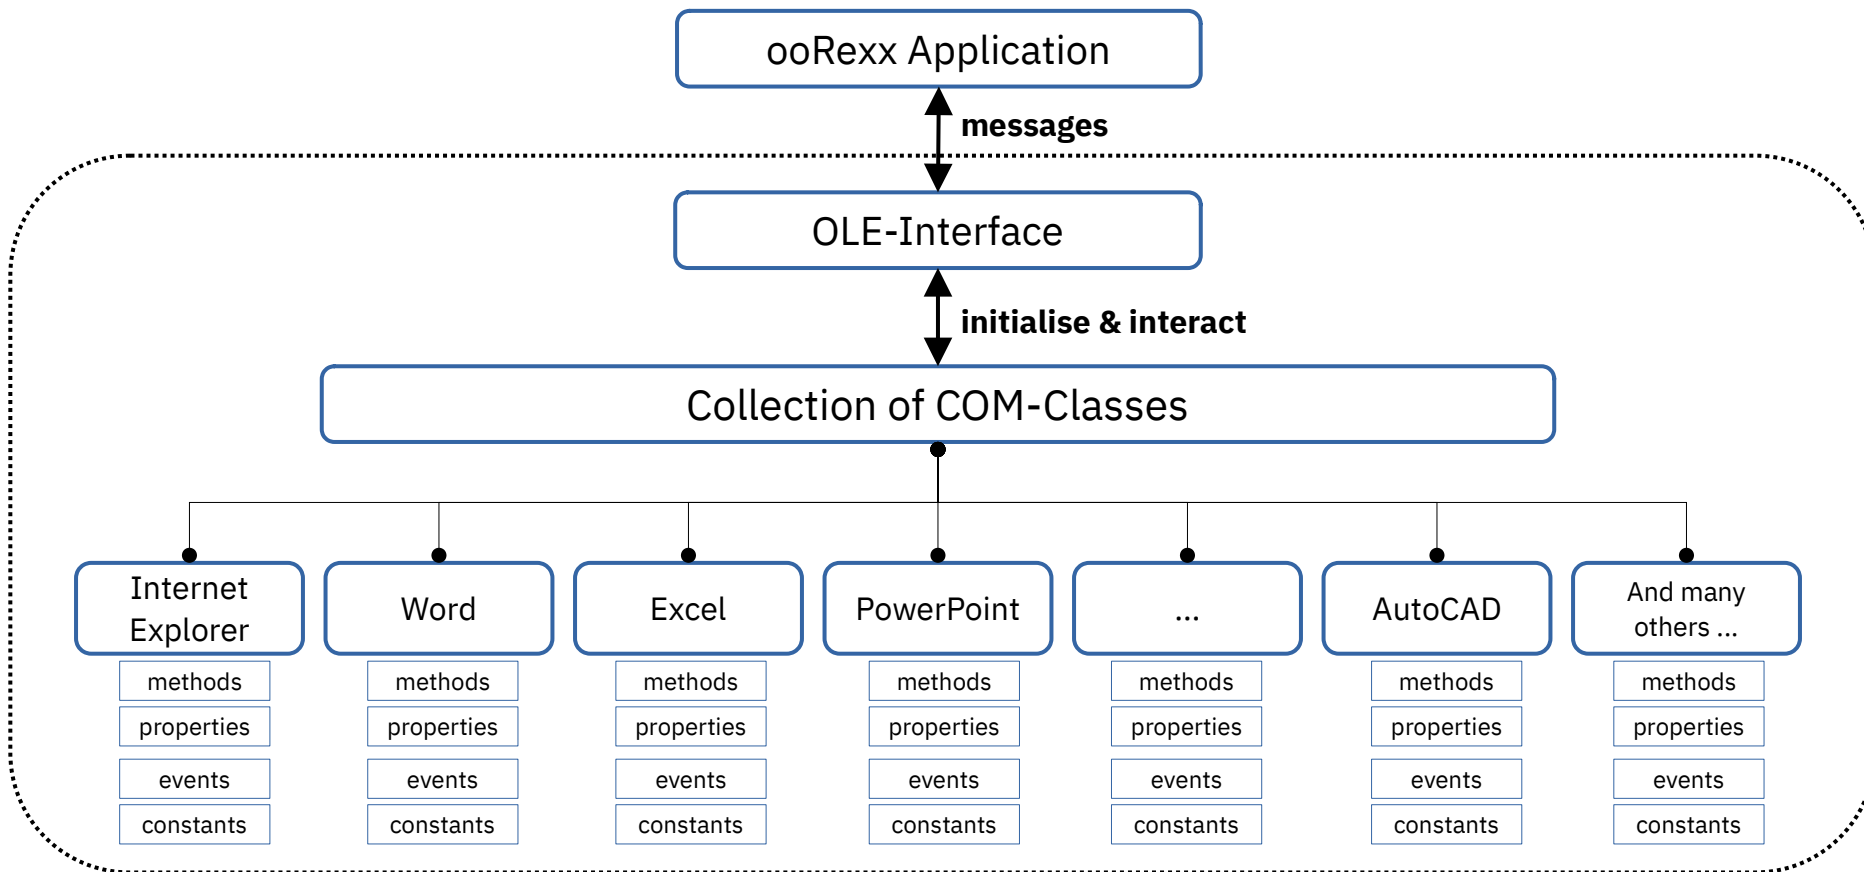 ooRexx Application
messages
OLE-Interface
initialise & interact
Collection of COM-Classes
Internet
Explorer
Word
Excel
PowerPoint
...
AutoCAD
And many
others ...
methods
methods
methods
methods
methods
methods
methods
properties
properties
properties
properties
properties
properties
properties
events
events
events
events
events
events
events
constants
constants
constants
constants
constants
constants
constants